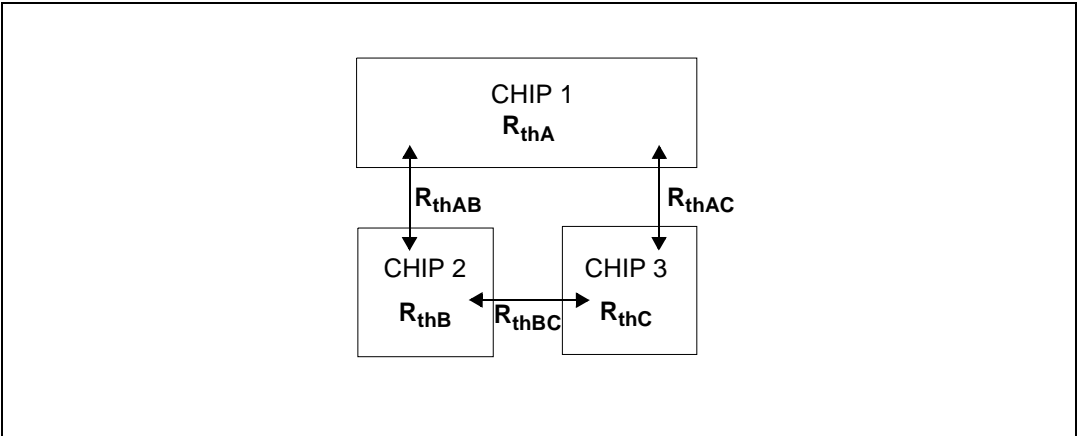 CHIP 1
RthA
RthAB
RthAC
CHIP 2
CHIP 3
RthB
RthBC
RthC